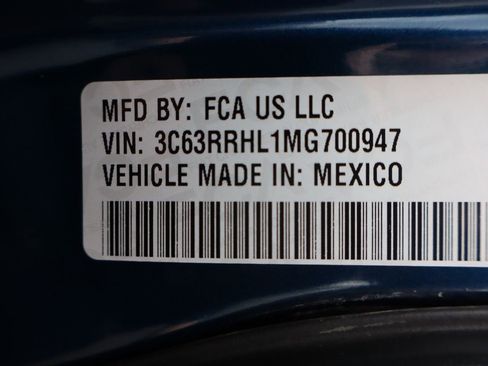 MFD BY: FCA US LLC
VIN: 3C63RRHL1MG700947
VEHICLE MADE IN: MEXICO